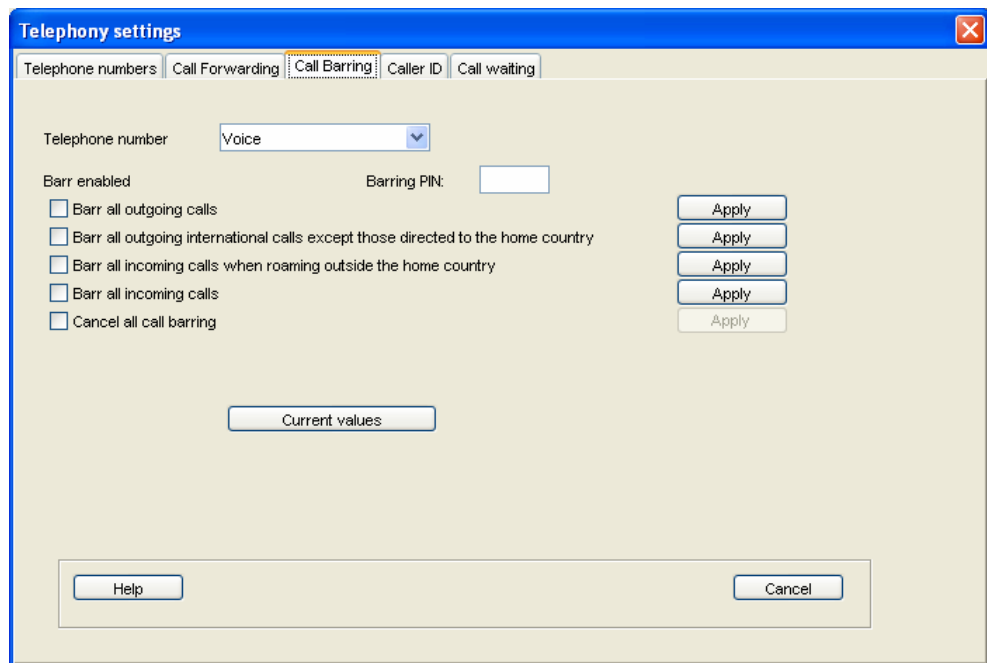 Telephony settings
Telephone numbers Call Forwarding Call Barring Caller ID Call waiting
Telephone number Voice
Barr enabled Barring PIN:
Barr all outgoing calls Apply
Barr all outgoing international calls except those directed to the home country Apply
Barr all incoming calls when roaming outside the home country Apply
Barr all incoming calls Apply
Cancel all call barring Apply
Current values
Help Cancel